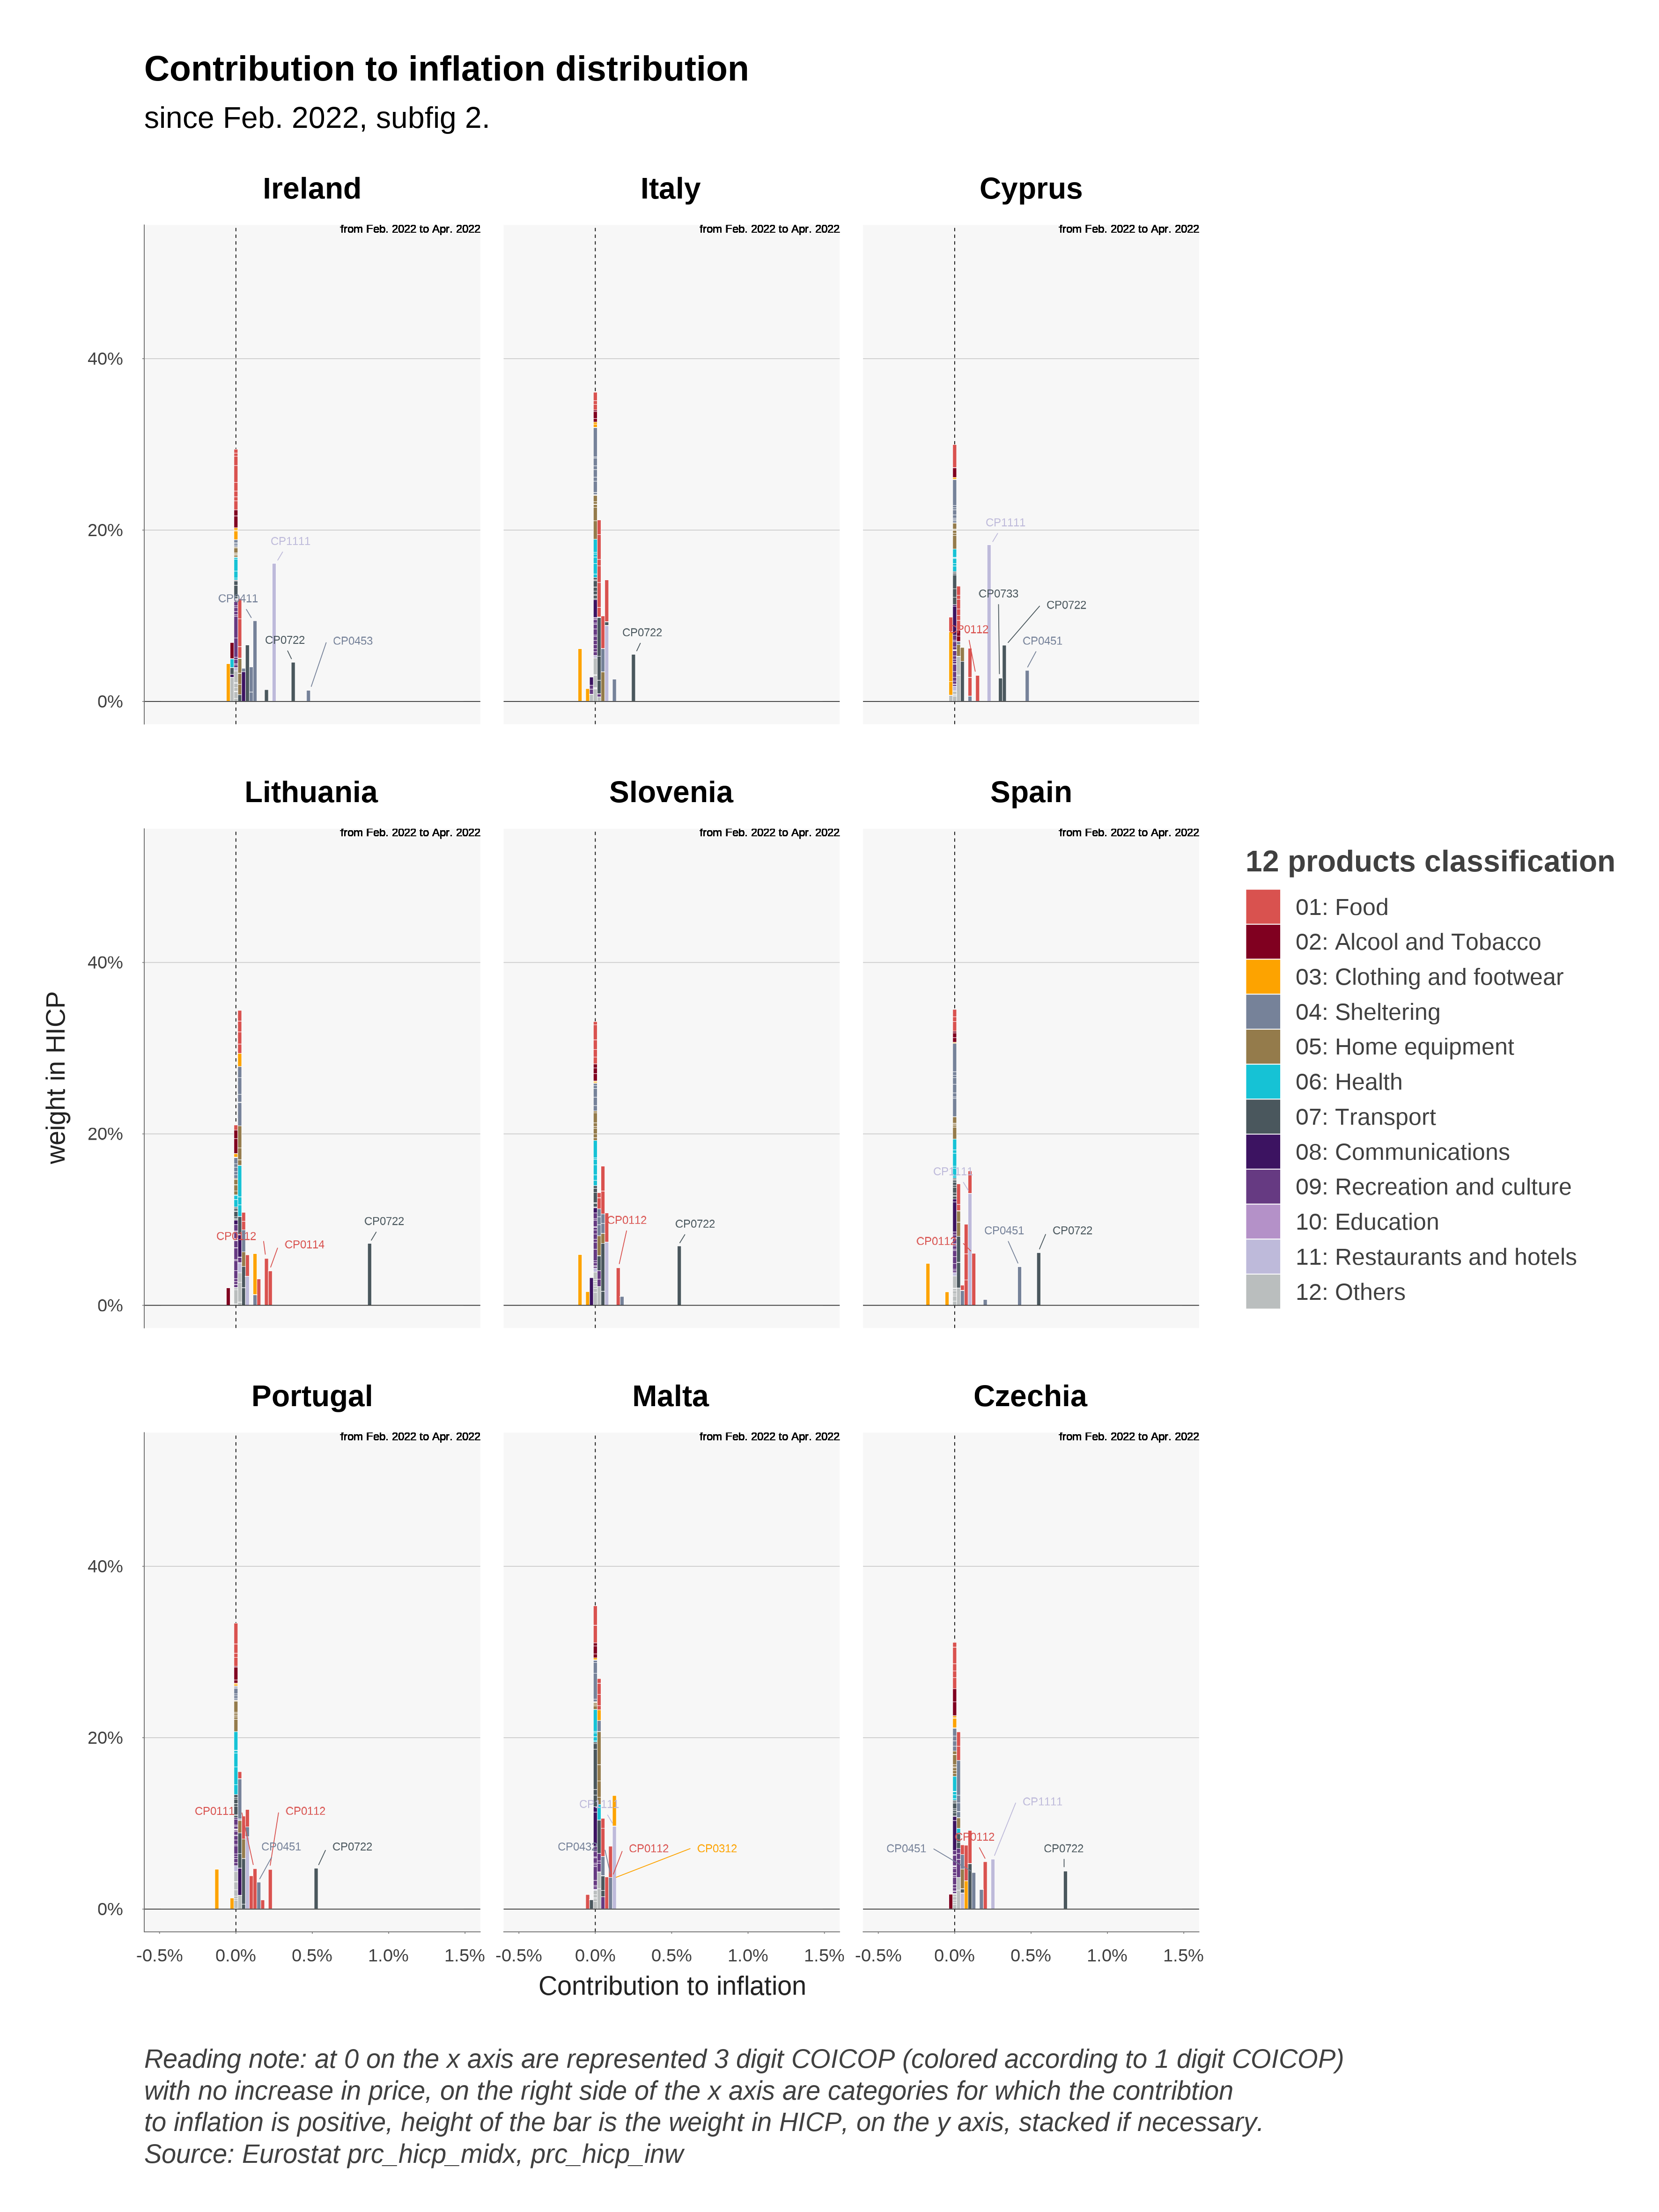 Contribution to inflation distribution
since Feb. 2022, subfig 2.
Ireland
Italy
Cyprus
from Feb. 2022 to Apr. 2022
from Feb. 2022 to Apr. 2022
from Feb. 2022 to Apr. 2022
40%
20%
0%
CP1111
CP0411
CP0722
CP0453
CP0722
CP1111
CP0733
CP0722
CP0112
CP0451
Lithuania
Slovenia
Spain
from Feb. 2022 to Apr. 2022
from Feb. 2022 to Apr. 2022
from Feb. 2022 to Apr. 2022
40%
20%
0%
CP0722
CP0112
CP0114
CP0112
CP0722
CP1111
CP0451
CP0722
CP0112
weight in HICP
12 products classification
01: Food
02: Alcool and Tobacco
03: Clothing and footwear
04: Sheltering
05: Home equipment
06: Health
07: Transport
08: Communications
09: Recreation and culture
10: Education
11: Restaurants and hotels
12: Others
Portugal
Malta
Czechia
from Feb. 2022 to Apr. 2022
from Feb. 2022 to Apr. 2022
from Feb. 2022 to Apr. 2022
40%
20%
0%
CP0111
CP0112
CP0451
CP0722
CP1111
CP0432
CP0112
CP0312
CP1111
CP0112
CP0451
CP0722
-0.5% 0.0% 0.5% 1.0% 1.5%
-0.5% 0.0% 0.5% 1.0% 1.5%
-0.5% 0.0% 0.5% 1.0% 1.5%
Contribution to inflation
Reading note: at 0 on the x axis are represented 3 digit COICOP (colored according to 1 digit COICOP)
with no increase in price, on the right side of the x axis are categories for which the contribtion
to inflation is positive, height of the bar is the weight in HICP, on the y axis, stacked if necessary.
Source: Eurostat prc_hicp_midx, prc_hicp_inw